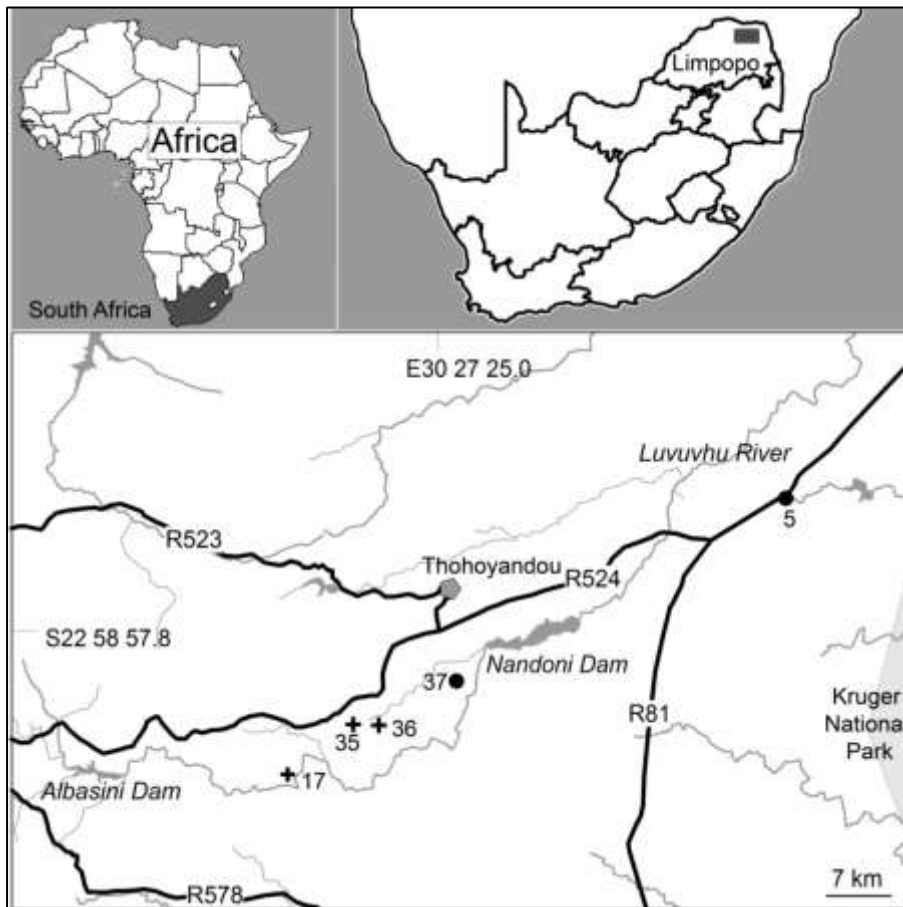 Africa
South Africa
Limpopo
E30 27 25.0
Luvuvhu River
5
R523
Thohoyandou
R524
S22 58 57.8
Nandoni Dam
37
35
36
R81
Kruger
National
Park
17
Albasini Dam
R578
7 km